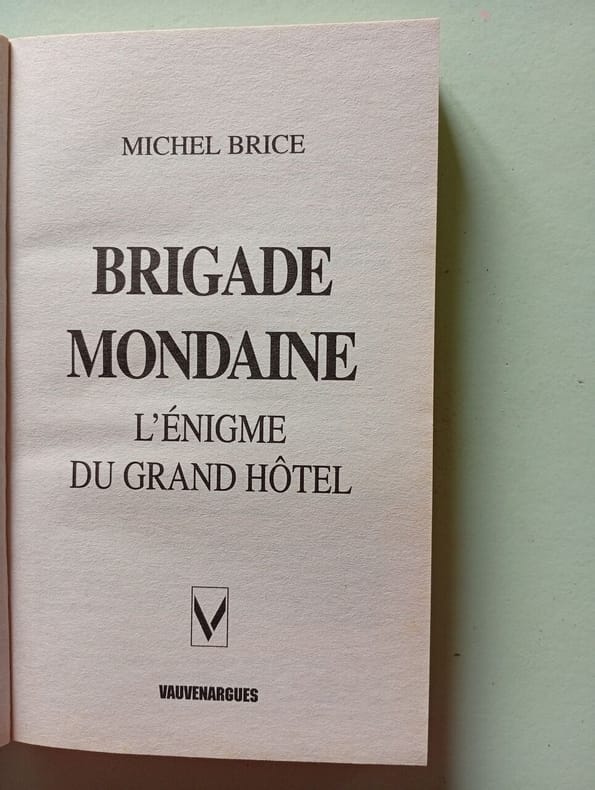 MICHEL BRICE
BRIGADE
MONDAINE
L'ÉNIGME
DU GRAND HÔTEL
V
VAUVENARGUES